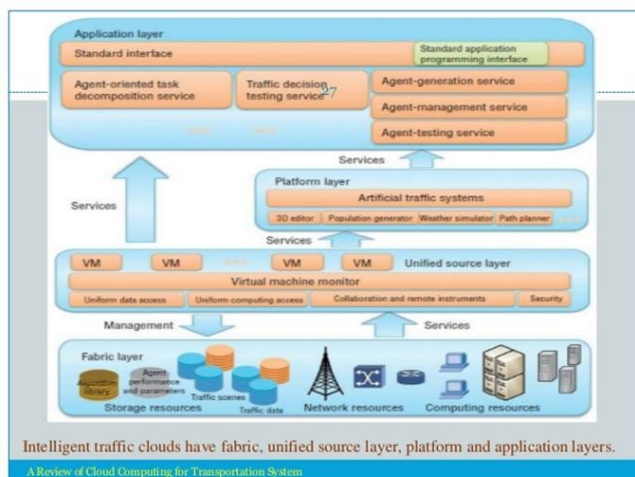 Application layer
Standard interface
Standard application
programming interface
Agent-oriented task
decomposition service
Traffic decision
testing service
27
Agent-generation service
Agent-management service
Agent-testing service
Services
Services
Platform layer
Artificial traffic systems
3D editor
Population generator
Weather simulator
Path planner
Services
VM
VM
VM
VM
Unified source layer
Virtual machine monitor
Uniform data access
Uniform computing access
Collaboration and remote instruments
Security
Management
Services
Fabric layer
Algorithm
library
Agent
performance
and parameters
Traffic scenes
Traffic data
Storage resources
Network resources
Computing resources
Intelligent traffic clouds have fabric, unified source layer, platform and application layers.
A Review of Cloud Computing for Transportation System